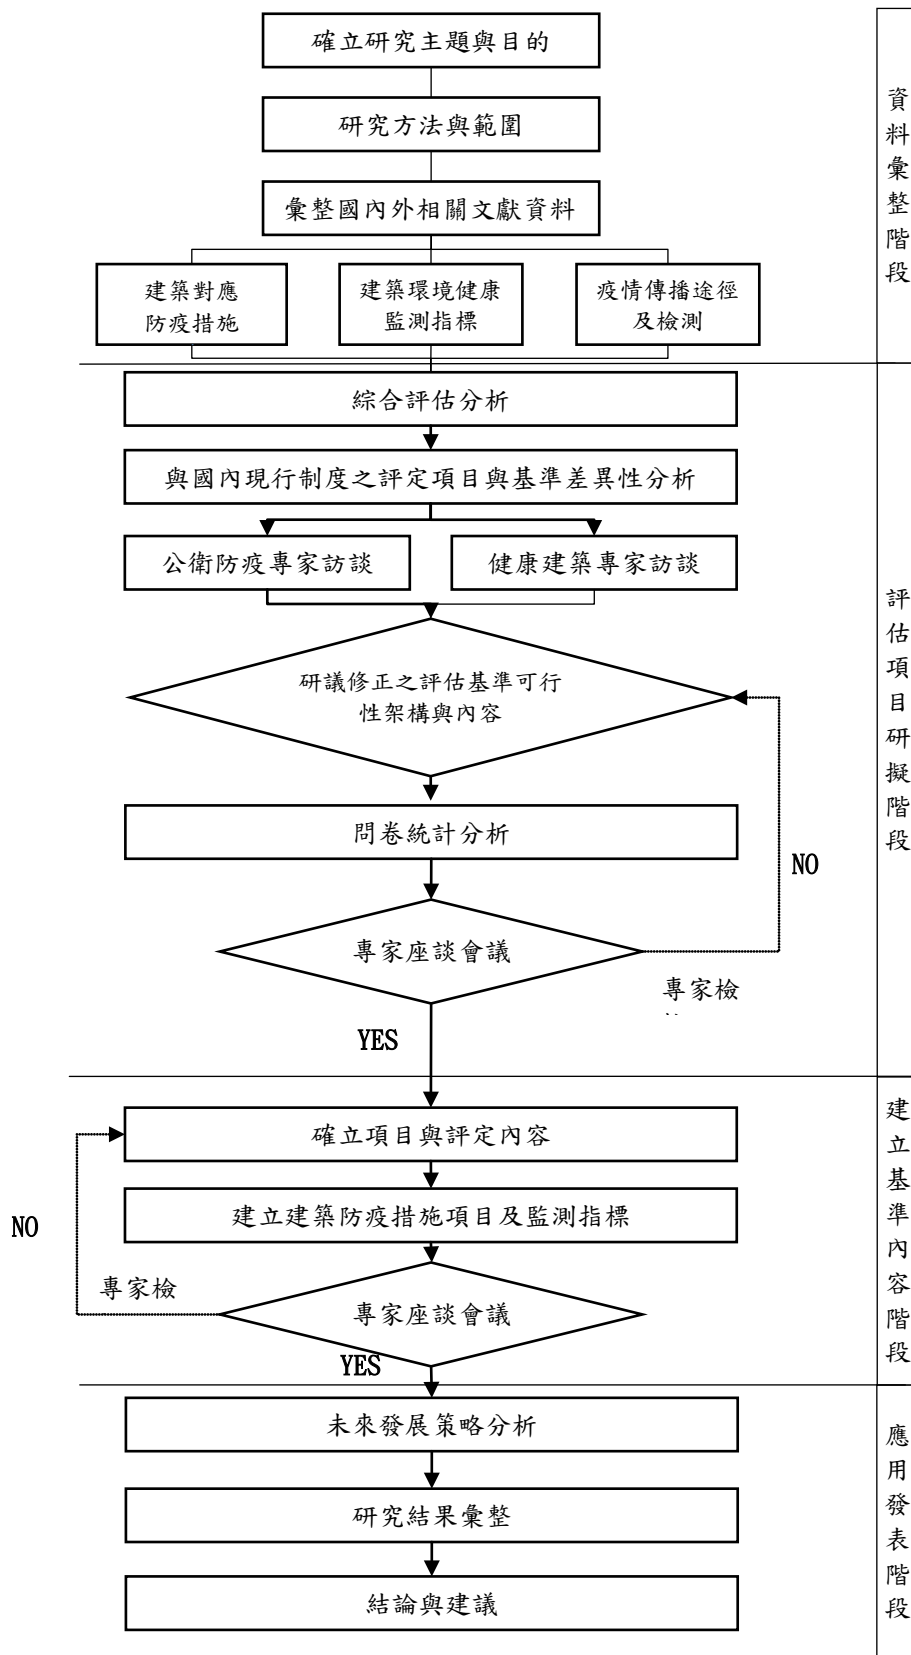 確立研究主題與目的
研究方法與範圍
彙整國內外相關文獻資料
建築對應
防疫措施
建築環境健康
監測指標
疫情傳播途徑
及檢測
資料彙整階段
綜合評估分析
與國內現行制度之評定項目與基準差異性分析
公衛防疫專家訪談
健康建築專家訪談
研議修正之評估基準可行
性架構與內容
問卷統計分析
NO
專家座談會議
專家檢
YES
評估項目研擬階段
確立項目與評定內容
建立建築防疫措施項目及監測指標
NO
專家檢
專家座談會議
YES
建立基準內容階段
未來發展策略分析
研究結果彙整
結論與建議
應用發表階段